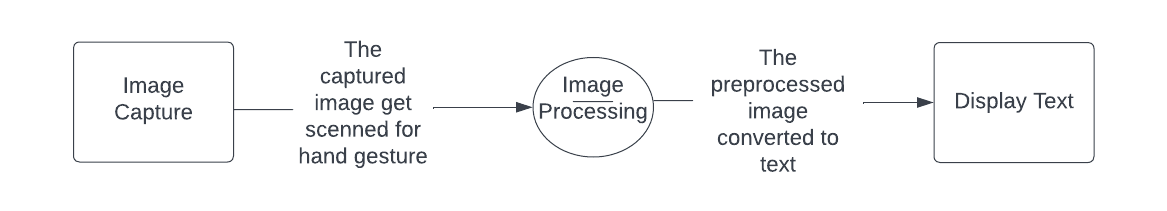 Image
Capture
The
captured
image get
scenned for
hand gesture
Image
Processing
The
preprocessed
image
converted to
text
Display Text